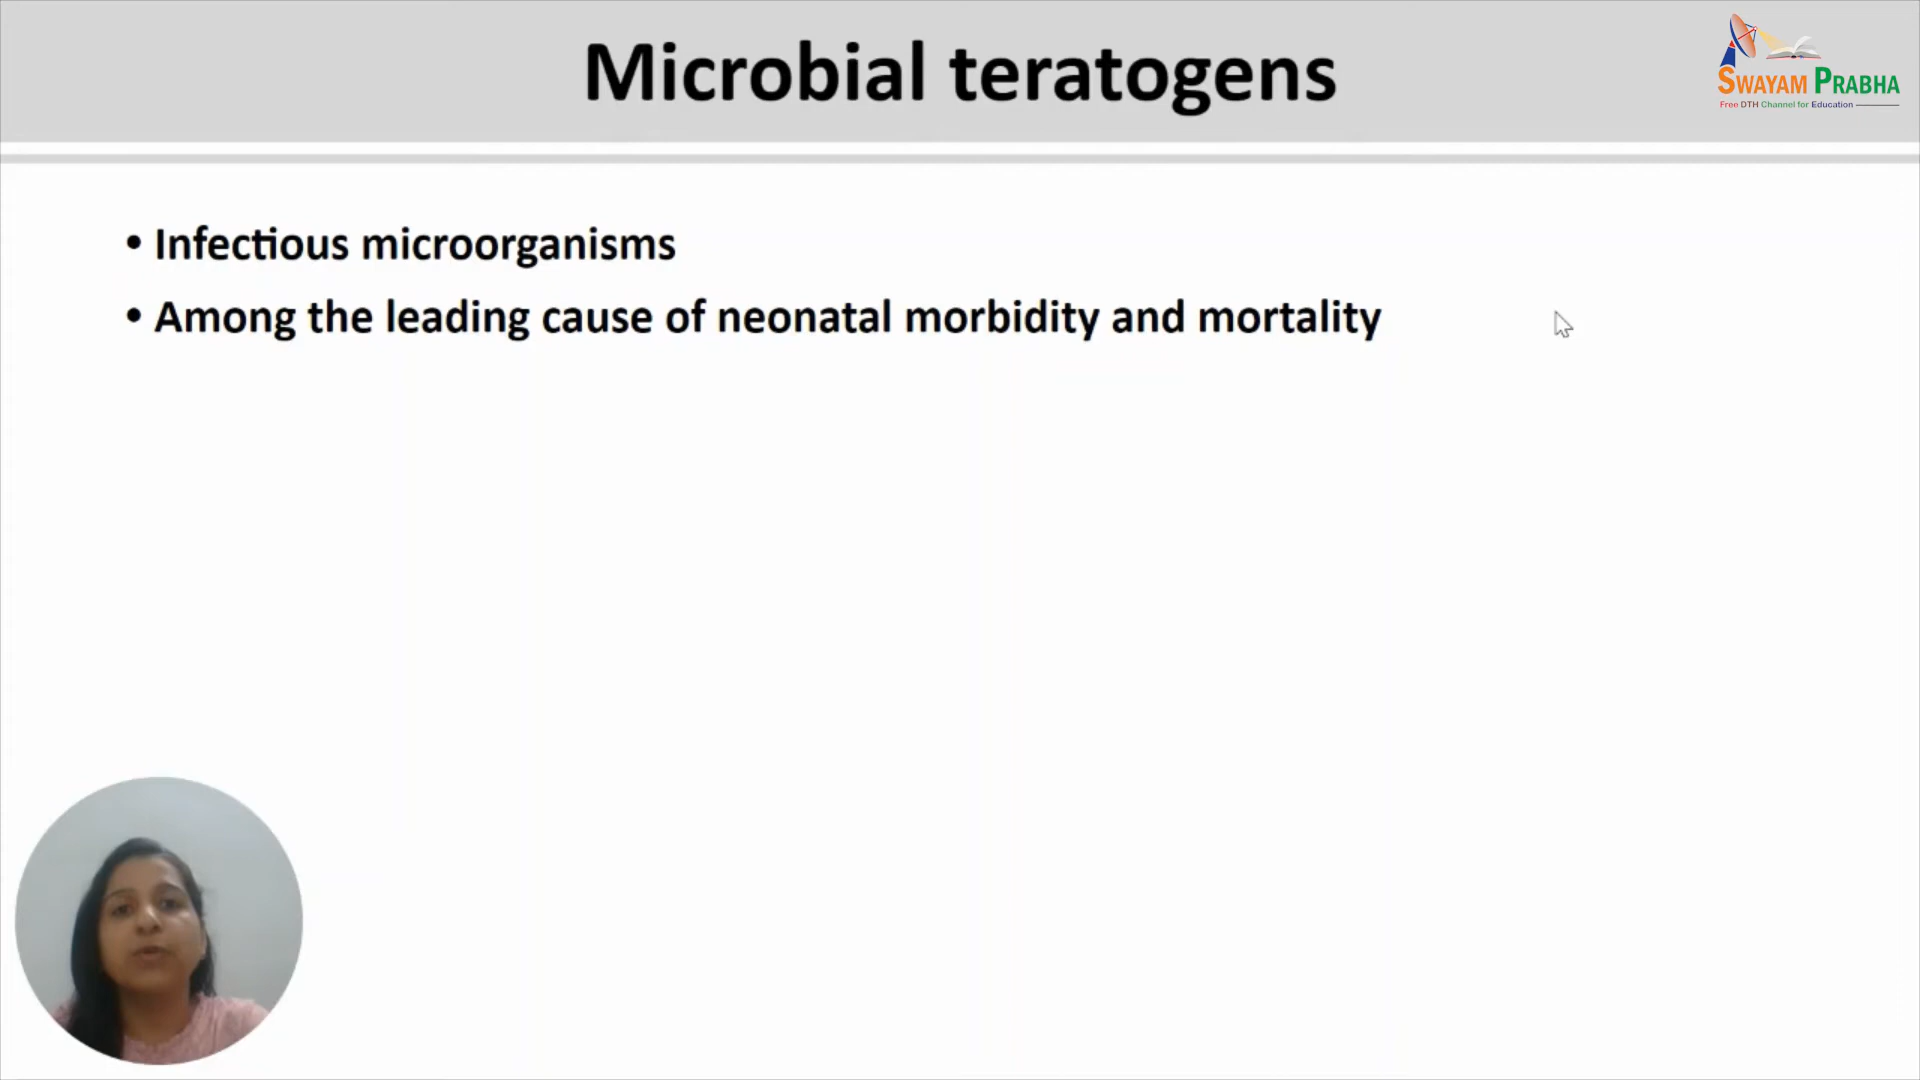 Microbial teratogens
SWAYAM PRABHA
Free DTH Channel for Education
• Infectious microorganisms
• Among the leading cause of neonatal morbidity and mortality